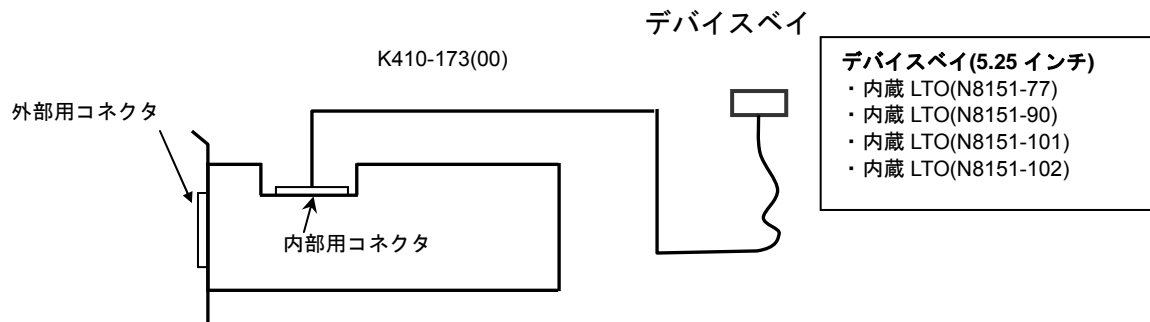 デバイスベイ
K410-173(00)
外部用コネクタ
内部用コネクタ
デバイスベイ(5.25 インチ)
・内蔵 LTO(N8151-77)
・内蔵 LTO(N8151-90)
・内蔵 LTO(N8151-101)
・内蔵 LTO(N8151-102)